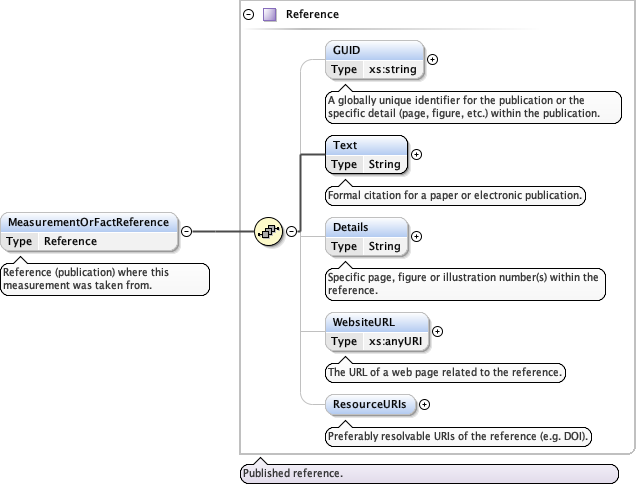 Reference
GUID
Type xs:string
A globally unique identifier for the publication or the
specific detail (page, figure, etc.) within the publication.
Text
Type String
Formal citation for a paper or electronic publication.
MeasurementOrFactReference
Type Reference
Reference (publication) where this
measurement was taken from.
Details
Type String
Specific page, figure or illustration number(s) within the
reference.
WebsiteURL
Type xs:anyURI
The URL of a web page related to the reference.
ResourceURIs
Preferably resolvable URIs of the reference (e.g. DOI).
Published reference.